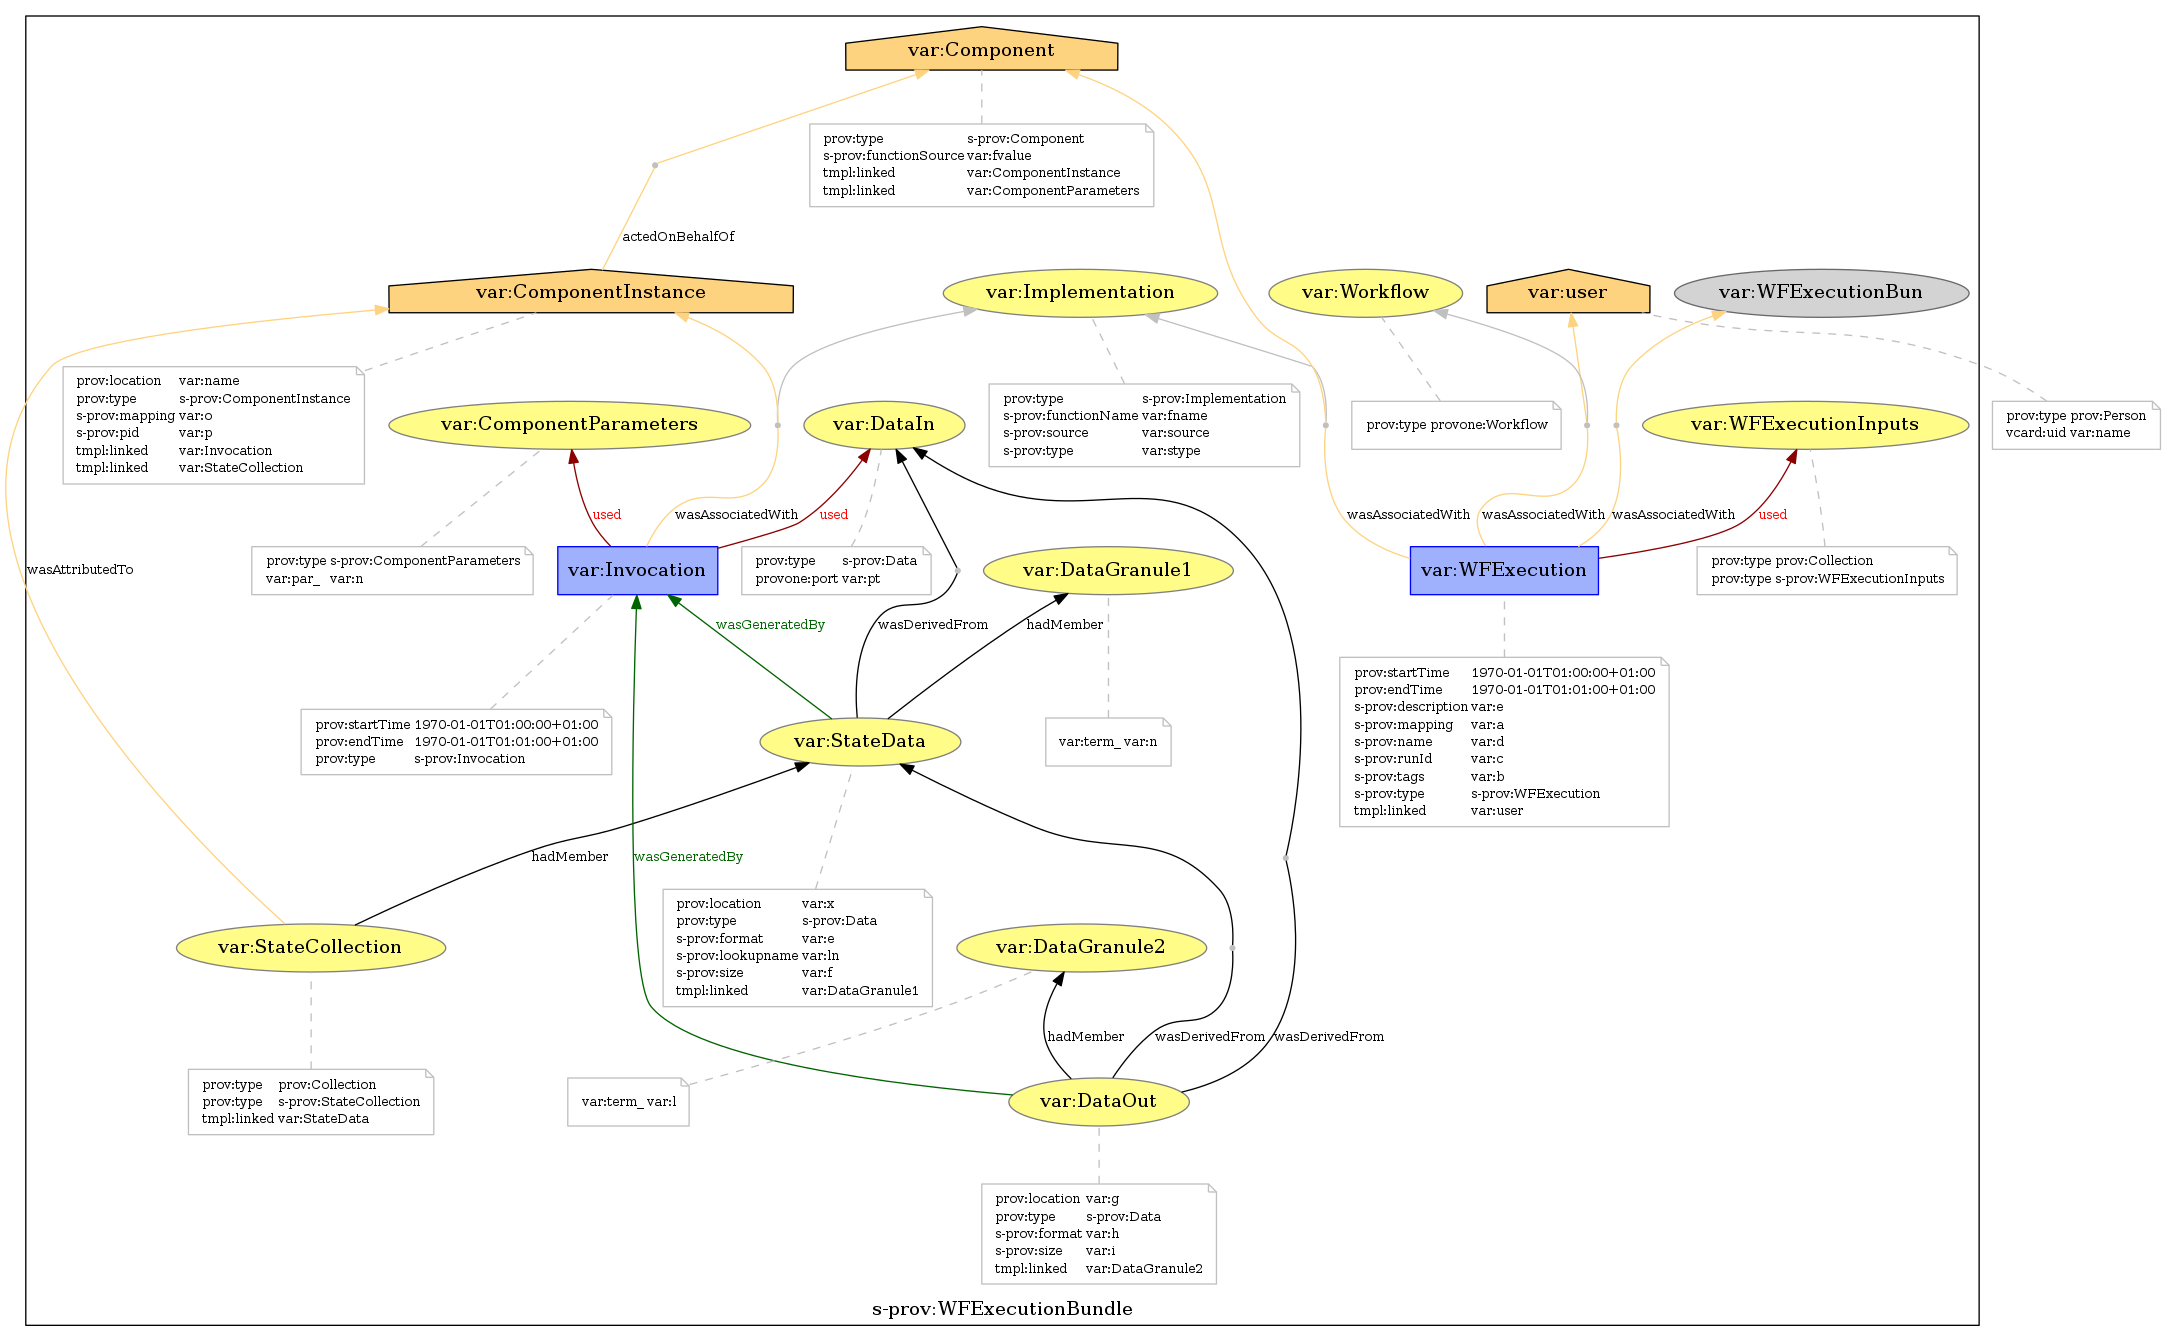 var:Component
prov:type s-prov:Component
s-prov:functionSource var:fvalue
tmpl:linked var:ComponentInstance
tmpl:linked var:ComponentParameters
actedOnBehalfOf
var:ComponentInstance
var:Implementation
var:Workflow
var:user
var:WFExecutionBun
prov:location var:name
prov:type s-prov:ComponentInstance
s-prov:mapping var:o
s-prov:pid var:p
tmpl:linked var:Invocation
tmpl:linked var:StateCollection
var:ComponentParameters
var:DataIn
prov:type s-prov:Implementation
s-prov:functionName var:fname
s-prov:source var:source
s-prov:type var:stype
prov:type provone:Workflow
var:WFExecutionInputs
prov:type prov:Person
vcard:uid var:name
used
wasAssociatedWith
used
wasAssociatedWith
wasAssociatedWith
wasAssociatedWith
used
wasAttributedTo
prov:type s-prov:ComponentParameters
var:par_ var:n
var:Invocation
prov:type s-prov:Data
provone:port var:pt
var:DataGranule1
var:WFExecution
prov:type prov:Collection
prov:type s-prov:WFExecutionInputs
wasGeneratedBy
wasDerivedFrom
hadMember
prov:startTime 1970-01-01T01:00:00+01:00
prov:endTime 1970-01-01T01:01:00+01:00
prov:type s-prov:Invocation
var:StateData
var:term_ var:n
prov:startTime 1970-01-01T01:00:00+01:00
prov:endTime 1970-01-01T01:01:00+01:00
s-prov:description var:e
s-prov:mapping var:a
s-prov:name var:d
s-prov:runId var:c
s-prov:tags var:b
s-prov:type s-prov:WFExecution
tmpl:linked var:user
hadMember
wasGeneratedBy
var:StateCollection
prov:location var:x
prov:type s-prov:Data
s-prov:format var:e
s-prov:lookupname var:ln
s-prov:size var:f
tmpl:linked var:DataGranule1
var:DataGranule2
hadMember
wasDerivedFrom
wasDerivedFrom
prov:type prov:Collection
prov:type s-prov:StateCollection
tmpl:linked var:StateData
var:term_ var:l
var:DataOut
prov:location var:g
prov:type s-prov:Data
s-prov:format var:h
s-prov:size var:i
tmpl:linked var:DataGranule2
s-prov:WFExecutionBundle